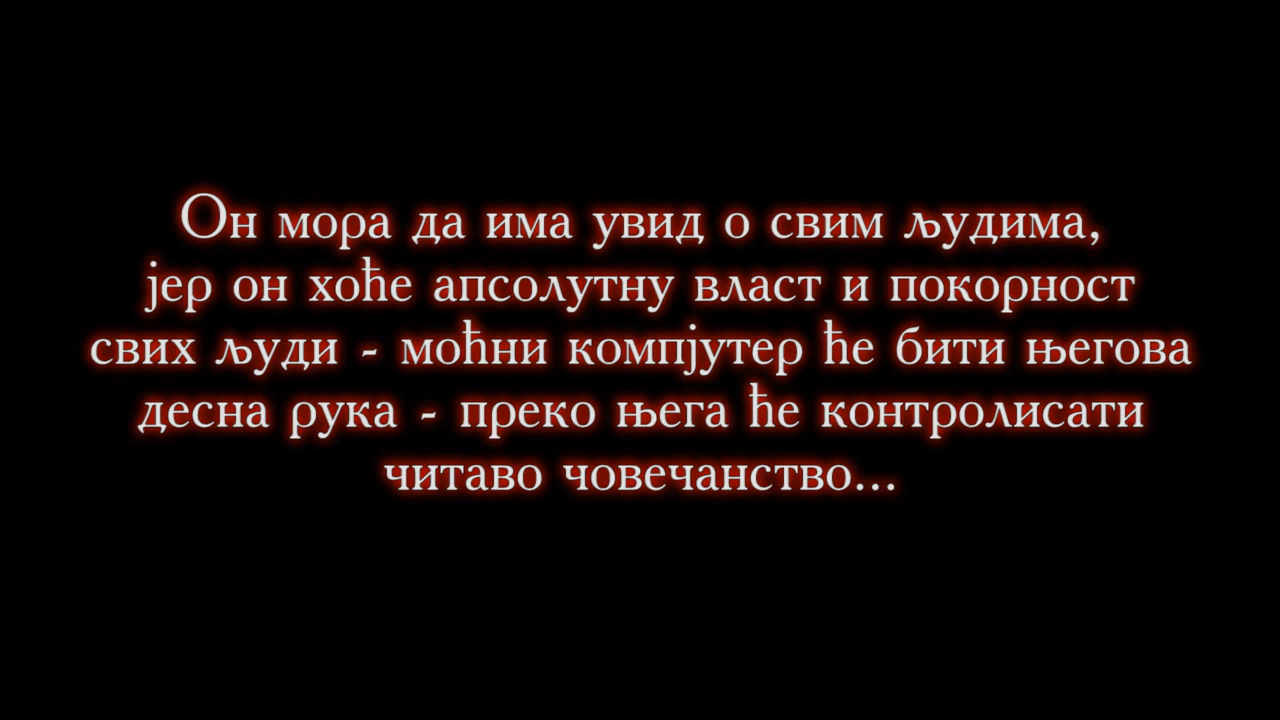 Он мора да има увид о свим људима,
јер он хоће апсолутну власт и покорност
свих људи - моћни компјутер ће бити његова
десна рука - преко њега ће контролисати
читаво човечанство...